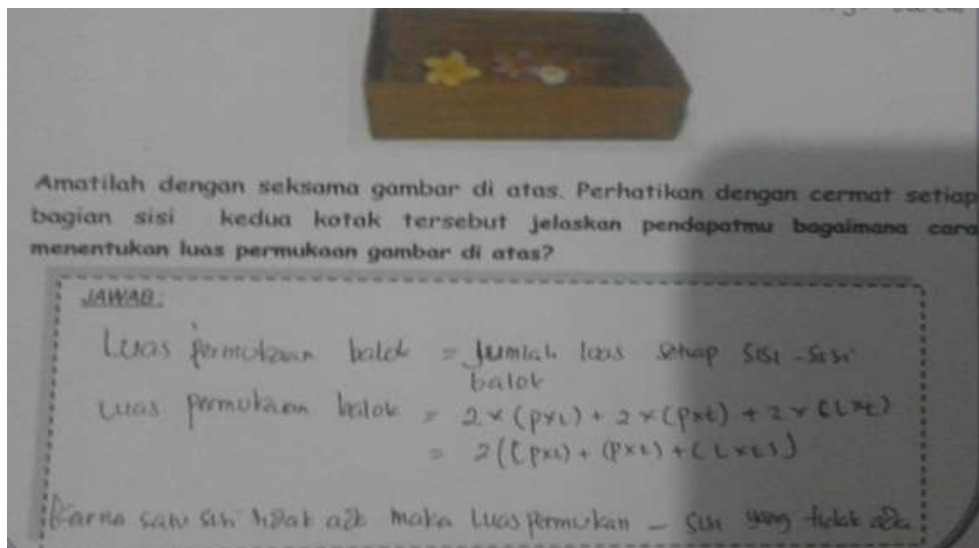 Amatilah dengan seksama gambar di atas. Perhatikan dengan cermat setiap
bagian sisi kedua kotak tersebut jelaskan pendapatmu bagaimana cara
menentukan luas permukaan gambar di atas?
JAWAB:
Luas permukaan balok = Jumlah luas setiap sisi-sisi
balok
Luas permukaan balok = 2×(p×l) + 2×(p×t) + 2×(l×t)
= 2((p×l) + (p×t) + (l×t))
Karna satu sisi tidak ada maka Luas permukan - sisi yang tidak ada